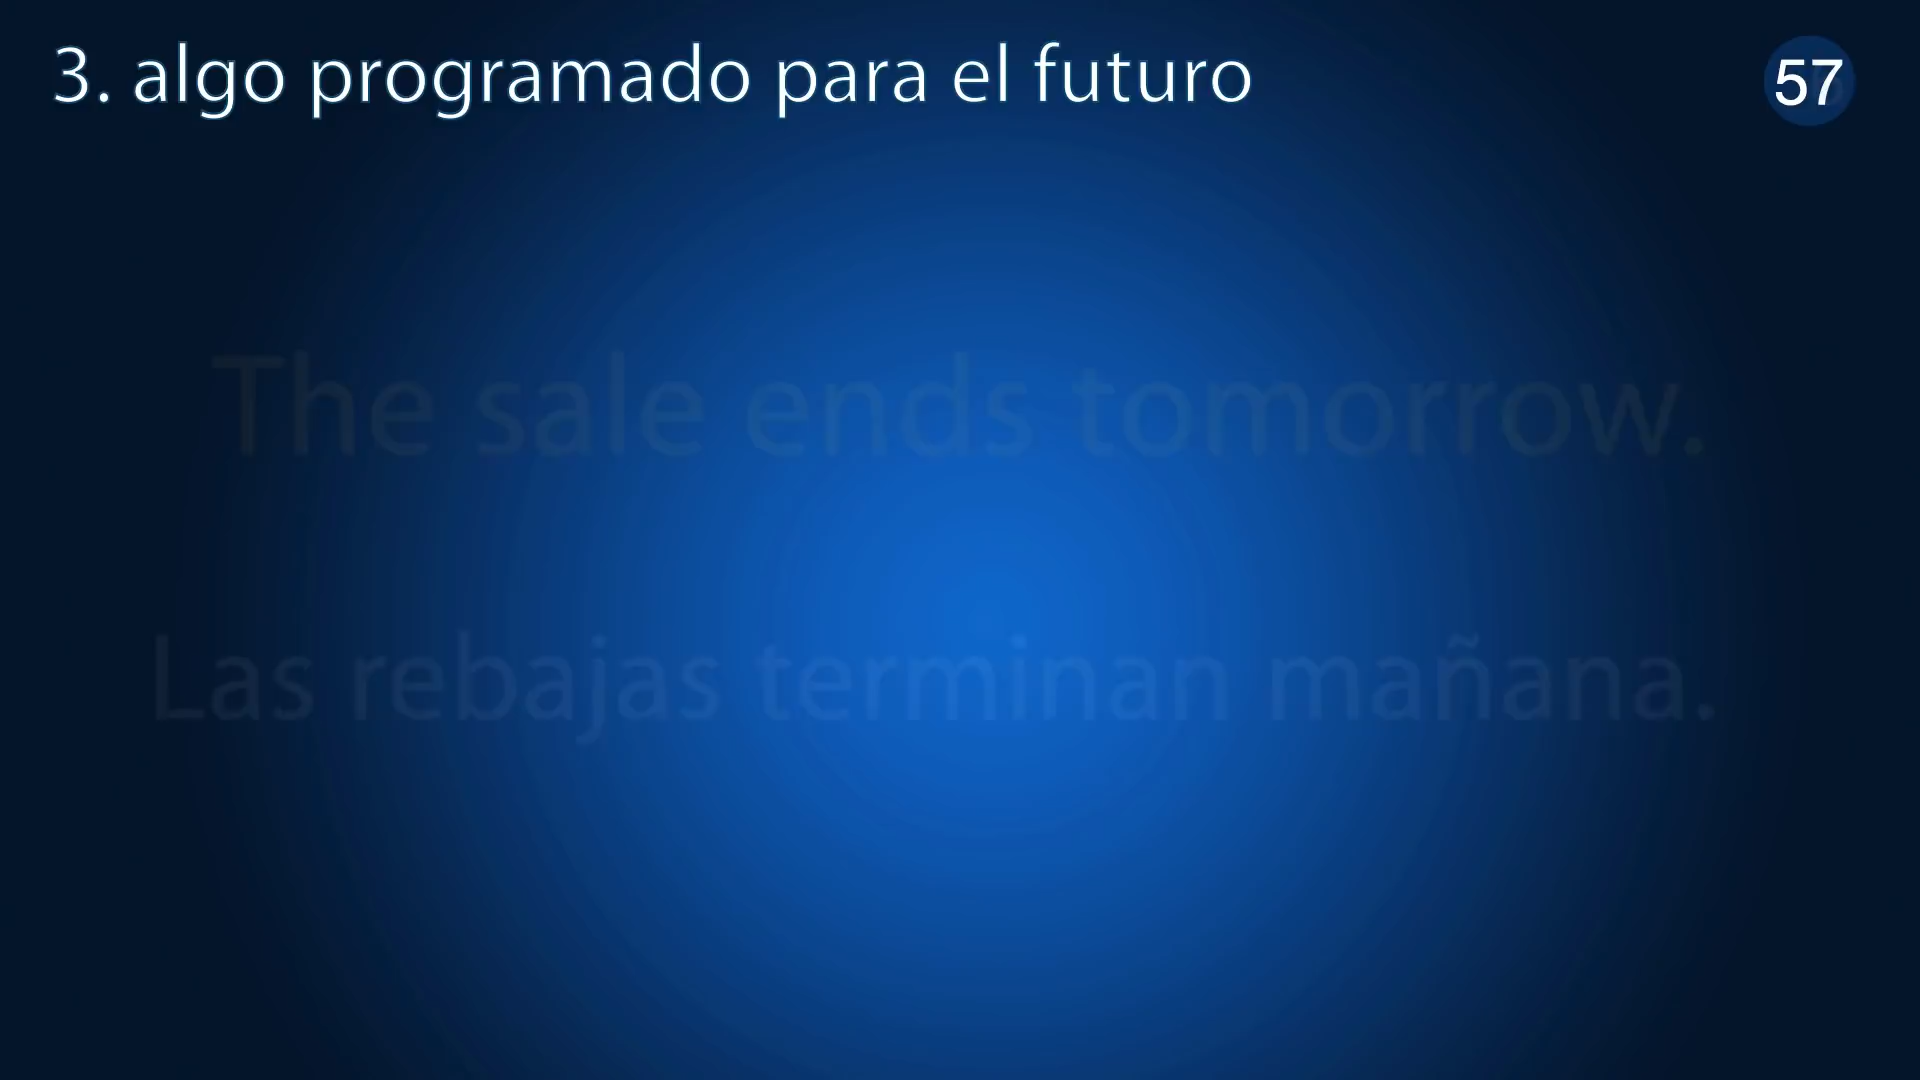 3. algo programado para el futuro
57
The sale ends tomorrow.
Las rebajas terminan mañana.